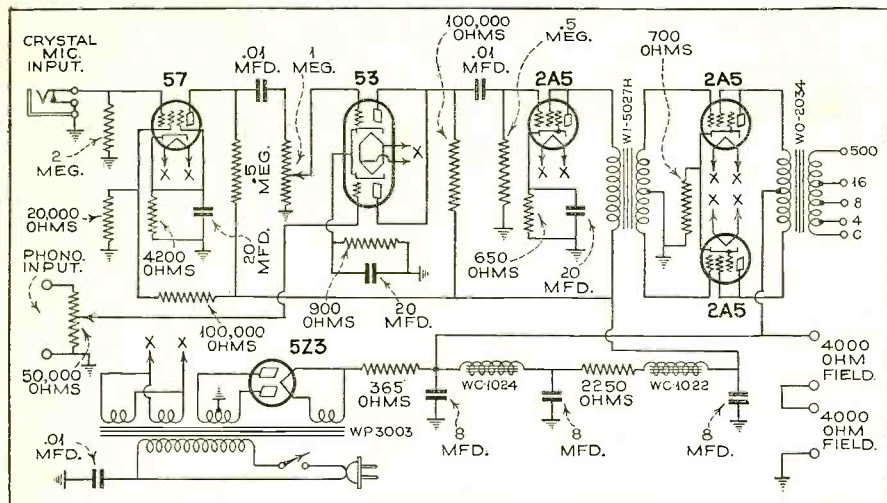 CRYSTAL
MIC.
INPUT.
57
.01
MFD.
1
MEG.
53
100,000
OHMS
.01
MFD.
.5
MEG.
2A5
700
OHMS
2A5
WI-5027H
WO-2034
500
16
8
4
C
2
MEG.
X X
.5
MEG.
X
X X
X X
X X
20,000
OHMS
4200
OHMS
20
MFD.
900
OHMS
20
MFD.
650
OHMS
20
MFD.
2A5
PHONO.
INPUT.
50,000
OHMS
100,000
OHMS
X X
5Z3
365
OHMS
WC-1024
2250
OHMS
WC-1022
4000
OHM
FIELD.
4000
OHM
FIELD.
8
MFD.
8
MFD.
8
MFD.
WP3003
.01
MFD.